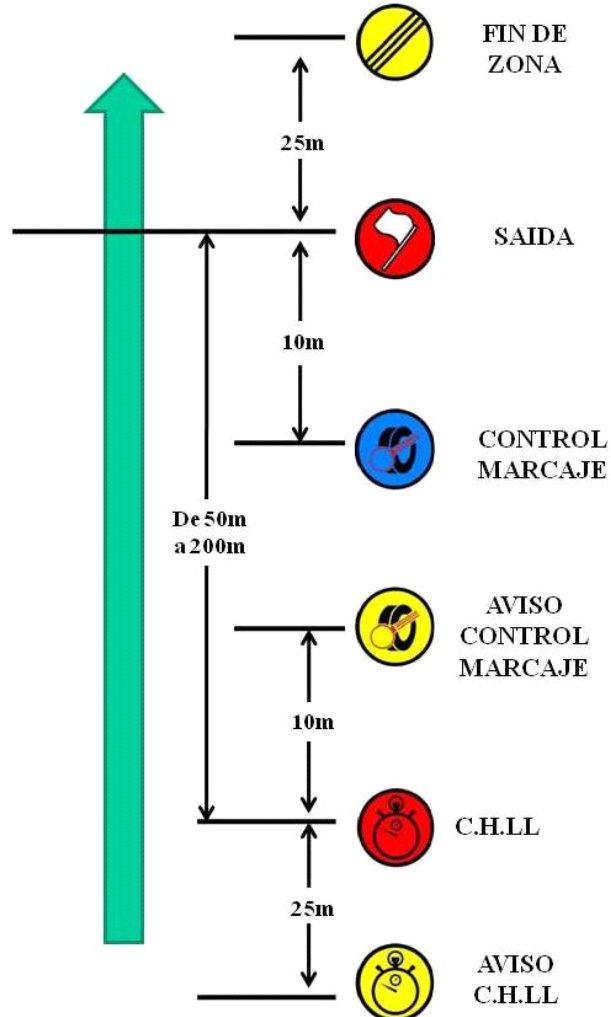 FIN DE
ZONA
25m
SAIDA
10m
CONTROL
MARCAJE
De 50m
a 200m
AVISO
CONTROL
MARCAJE
10m
C.H.LL
25m
AVISO
C.H.LL